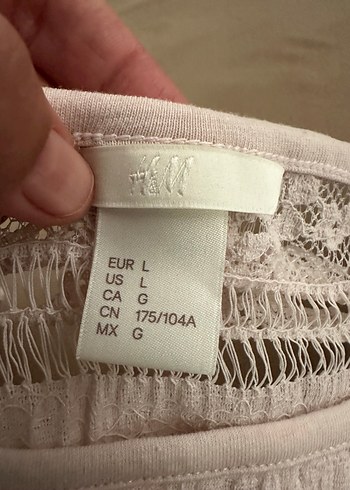 H&M
EUR L
US L
CA G
CN 175/104A
MX G